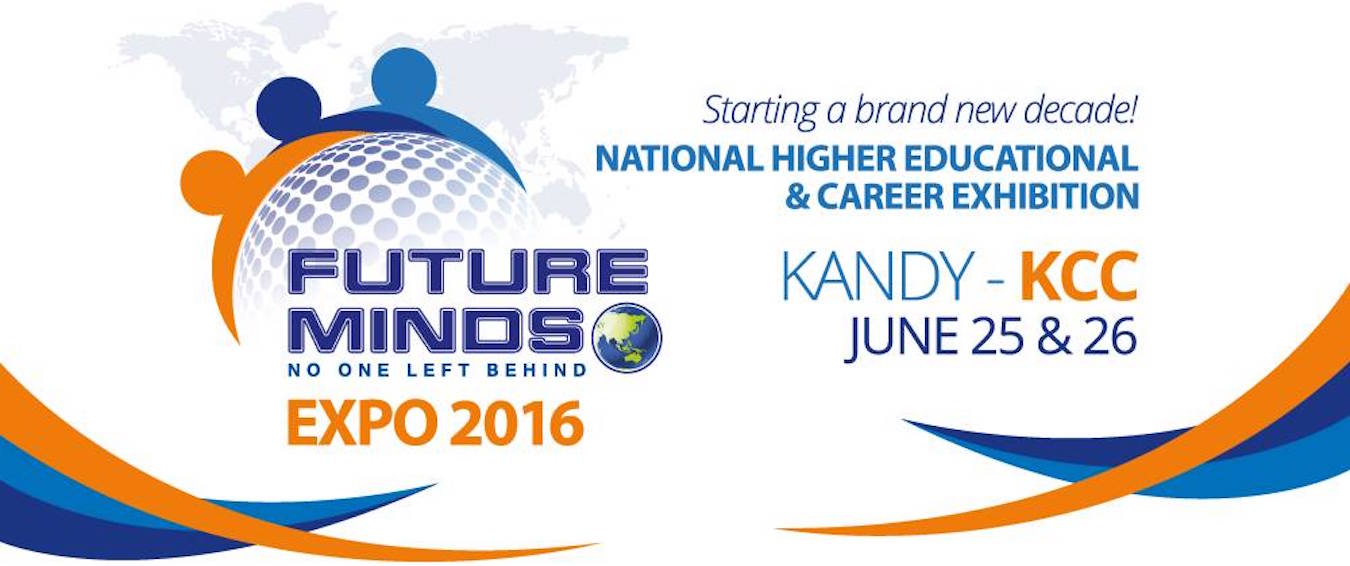 FUTURE
MINDS
NO ONE LEFT BEHIND
EXPO 2016
Starting a brand new decade!
NATIONAL HIGHER EDUCATIONAL
& CAREER EXHIBITION
KANDY - KCC
JUNE 25 & 26